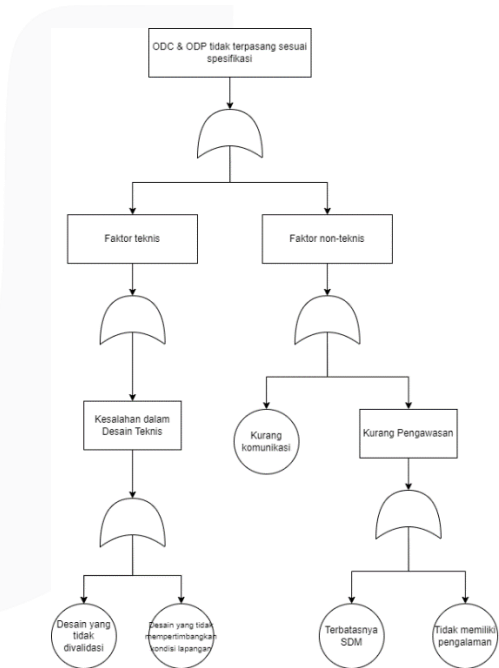 ODC & ODP tidak terpasang sesuai
spesifikasi
Faktor teknis
Faktor non-teknis
Kesalahan dalam
Desain Teknis
Kurang
komunikasi
Kurang Pengawasan
Desain yang
tidak
divalidasi
Desain yang tidak
mempertimbangkan
kondisi lapangan
Terbatasnya
SDM
Tidak memiliki
pengalaman